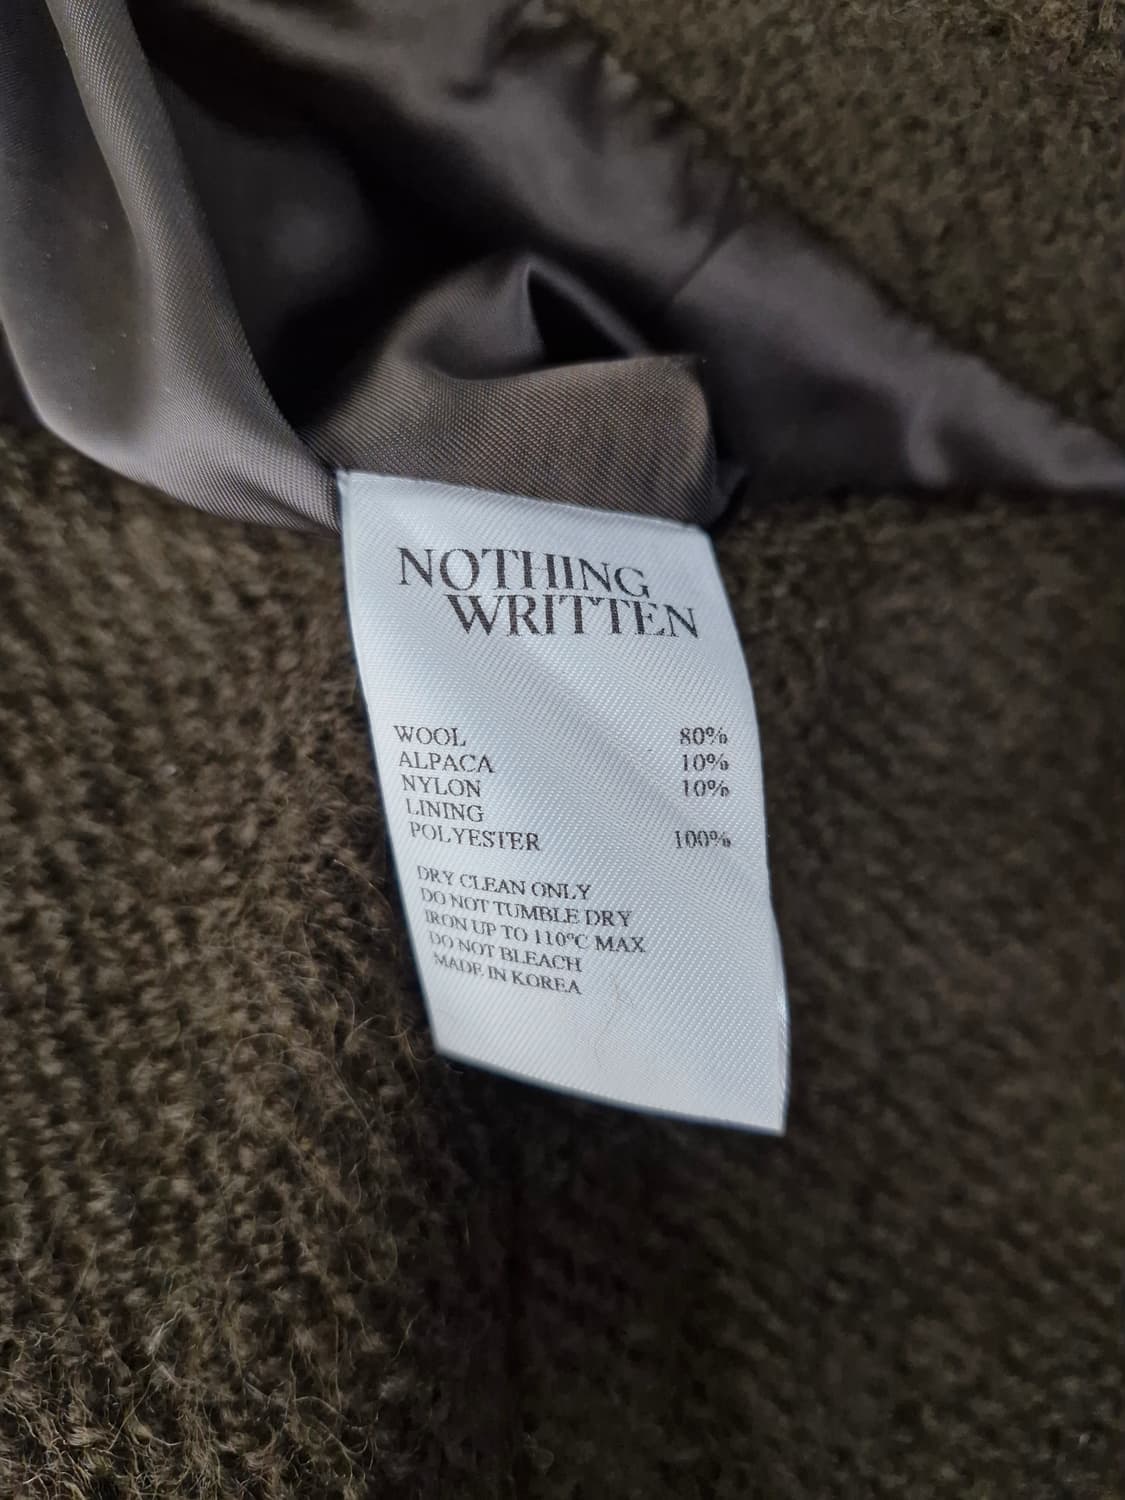 NOTHING
WRITTEN
WOOL 80%
ALPACA 10%
NYLON 10%
LINING
POLYESTER 100%
DRY CLEAN ONLY
DO NOT TUMBLE DRY
IRON UP TO 110°C MAX
DO NOT BLEACH
MADE IN KOREA